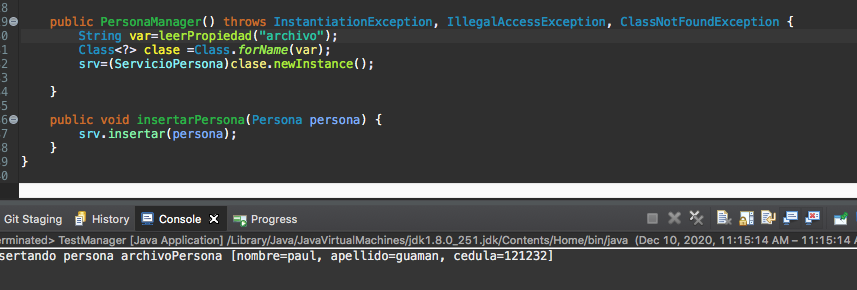 8
9 public PersonaManager() throws InstantiationException, IllegalAccessException, ClassNotFoundException {
0 String var=leerPropiedad("archivo");
1 Class<?> clase =Class.forName(var);
2 srv=(ServicioPersona)clase.newInstance();
3
4 }
5
6 public void insertarPersona(Persona persona) {
7 srv.insertar(persona);
8 }
9 }
0
Git Staging History Console Progress
erminated> TestManager [Java Application] /Library/Java/JavaVirtualMachines/jdk1.8.0_251.jdk/Contents/Home/bin/java (Dec 10, 2020, 11:15:14 AM – 11:15:14 A
sertando persona archivoPersona [nombre=paul, apellido=guaman, cedula=121232]